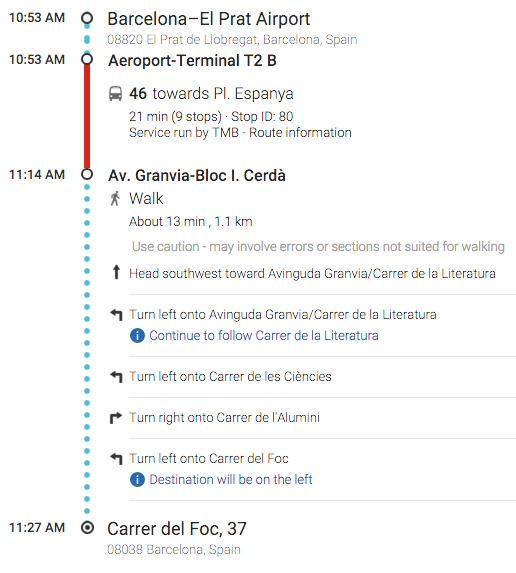 10:53 AM Barcelona–El Prat Airport
08820 El Prat de Llobregat, Barcelona, Spain
10:53 AM Aeroport-Terminal T2 B
46 towards Pl. Espanya
21 min (9 stops) · Stop ID: 80
Service run by TMB - Route information
11:14 AM Av. Granvia-Bloc I. Cerdà
Walk
About 13 min , 1.1 km
Use caution - may involve errors or sections not suited for walking
Head southwest toward Avinguda Granvia/Carrer de la Literatura
Turn left onto Avinguda Granvia/Carrer de la Literatura
Continue to follow Carrer de la Literatura
Turn left onto Carrer de les Ciències
Turn right onto Carrer de l'Alumini
Turn left onto Carrer del Foc
Destination will be on the left
11:27 AM Carrer del Foc, 37
08038 Barcelona, Spain